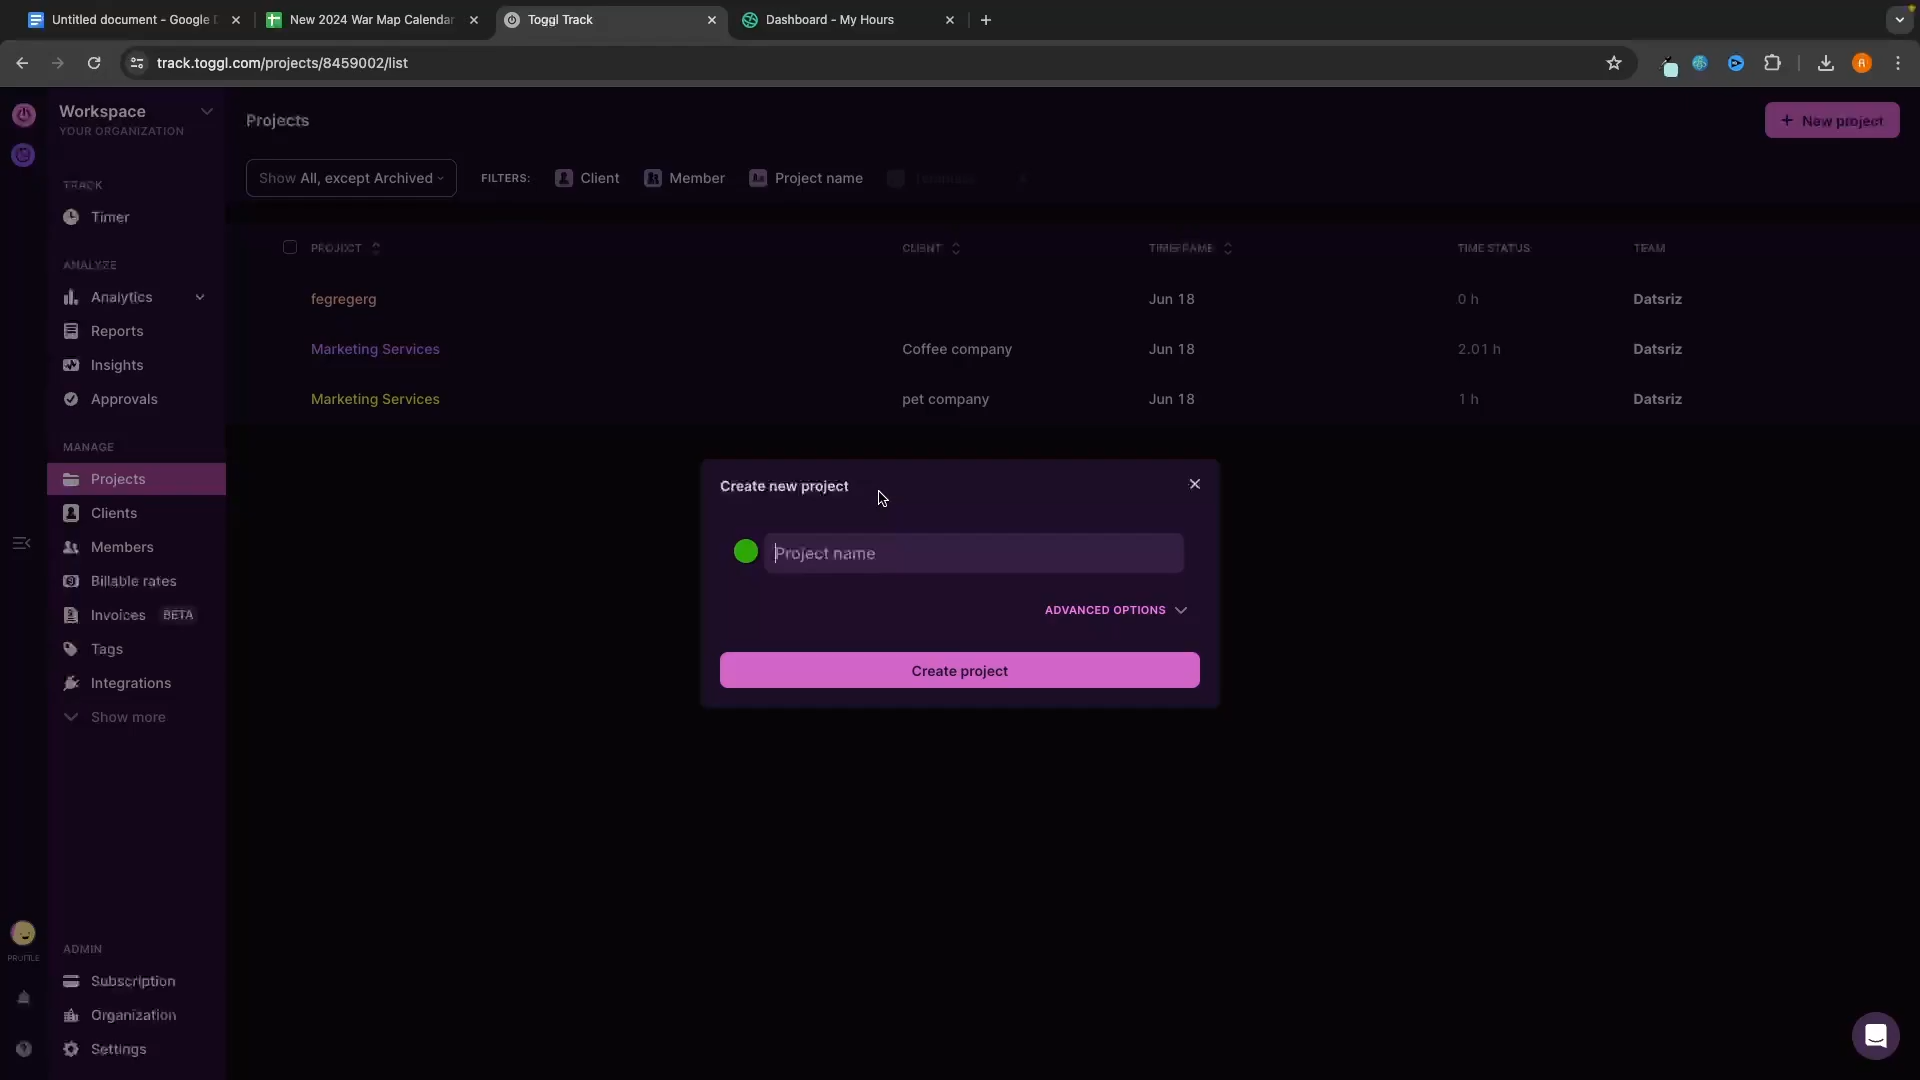 Untitled document - Google D
New 2024 War Map Calendar
Toggl Track
Dashboard - My Hours
track.toggl.com/projects/8459002/list
Workspace
YOUR ORGANIZATION
Projects
+ New project
Show All, except Archived
FILTERS:
Client
Member
Project name
TRACK
Timer
ANALYZE
Analytics
Reports
Insights
Approvals
MANAGE
Projects
Clients
Members
Billable rates
Invoices BETA
Tags
Integrations
Show more
ADMIN
Subscription
Organization
Settings
PROFILE
PROJECT CLIENT TIMEFRAME TIME STATUS TEAM
fegregerg Jun 18 0 h Datsriz
Marketing Services Coffee company Jun 18 2.01 h Datsriz
Marketing Services pet company Jun 18 1 h Datsriz
Create new project
Project name
ADVANCED OPTIONS
Create project